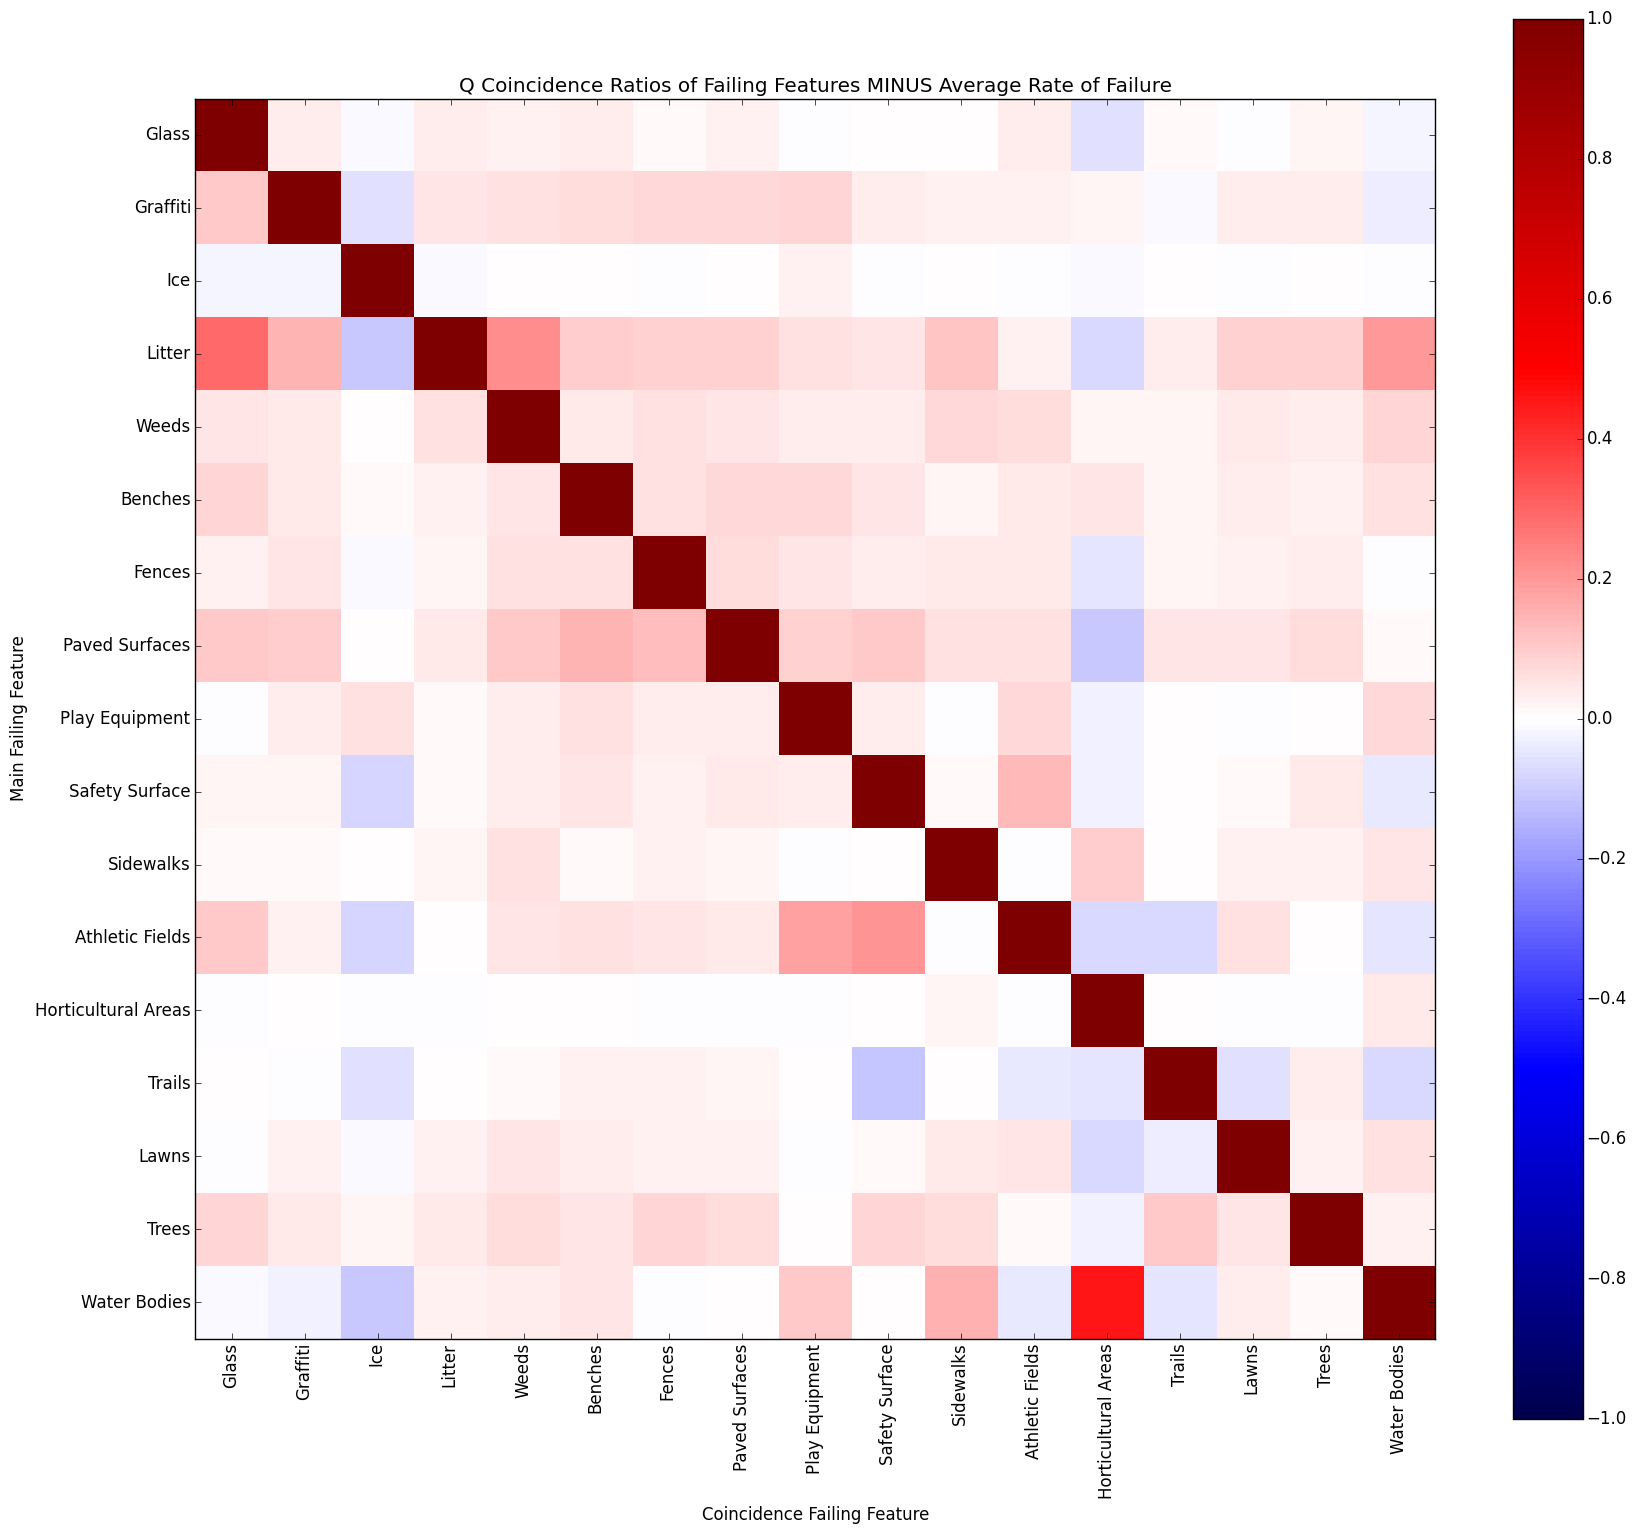 Q Coincidence Ratios of Failing Features MINUS Average Rate of Failure
Main Failing Feature
Glass
Graffiti
Ice
Litter
Weeds
Benches
Fences
Paved Surfaces
Play Equipment
Safety Surface
Sidewalks
Athletic Fields
Horticultural Areas
Trails
Lawns
Trees
Water Bodies
Glass
Graffiti
Ice
Litter
Weeds
Benches
Fences
Paved Surfaces
Play Equipment
Safety Surface
Sidewalks
Athletic Fields
Horticultural Areas
Trails
Lawns
Trees
Water Bodies
Coincidence Failing Feature
1.0
0.8
0.6
0.4
0.2
0.0
−0.2
−0.4
−0.6
−0.8
−1.0